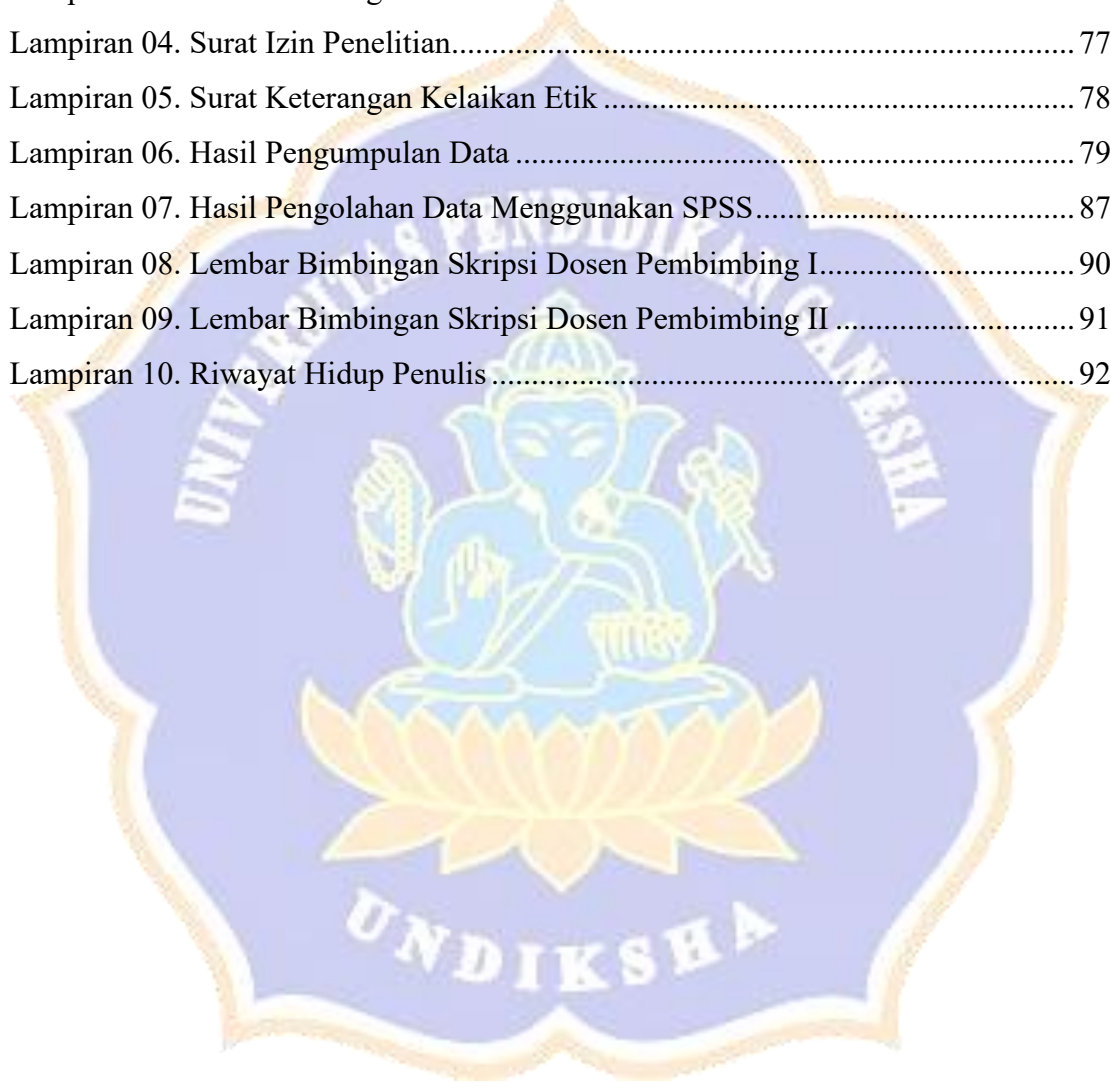 Lampiran 04. Surat Izin Penelitian............................................................................ 77
Lampiran 05. Surat Keterangan Kelaikan Etik ............................................................ 78
Lampiran 06. Hasil Pengumpulan Data ..................................................................... 79
Lampiran 07. Hasil Pengolahan Data Menggunakan SPSS....................................... 87
Lampiran 08. Lembar Bimbingan Skripsi Dosen Pembimbing I............................... 90
Lampiran 09. Lembar Bimbingan Skripsi Dosen Pembimbing II ............................. 91
Lampiran 10. Riwayat Hidup Penulis ........................................................................ 92
UNIVERSITAS PENDIDIKAN GANESHA
UNDIKSHA